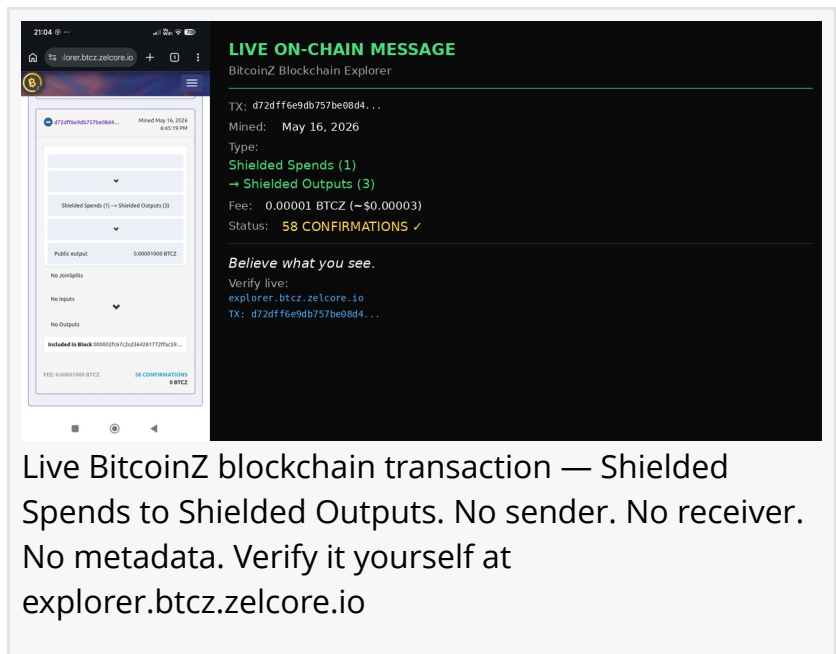 21:04
70
lorer.btcz.zelcore.io
d72dff6e9db757be08d4...
Mined May 16, 2026
6:45:19 PM
Shielded Spends (1) -> Shielded Outputs (3)
Public output 0.00001000 BTCZ
No JoinSplits
No Inputs
No Outputs
Included in Block
FEE: 0.00001000 BTCZ
58 CONFIRMATIONS
0 BTCZ
LIVE ON-CHAIN MESSAGE
BitcoinZ Blockchain Explorer
TX: d72dff6e9db757be08d4...
Mined: May 16, 2026
Type:
Shielded Spends (1)
→ Shielded Outputs (3)
Fee: 0.00001 BTCZ (~$0.00003)
Status: 58 CONFIRMATIONS ✓
Believe what you see.
Verify live:
explorer.btcz.zelcore.io
TX: d72dff6e9db757be08d4...
Live BitcoinZ blockchain transaction — Shielded
Spends to Shielded Outputs. No sender. No receiver.
No metadata. Verify it yourself at
explorer.btcz.zelcore.io